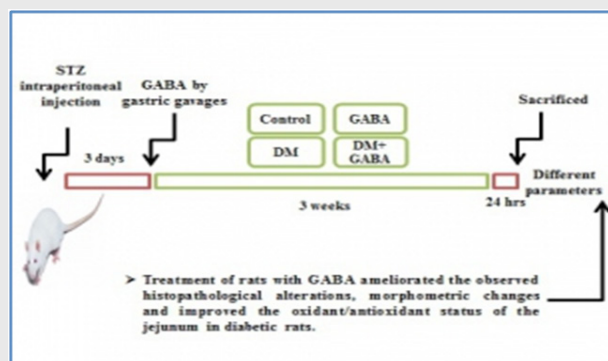 STZ
intraperitoneal
injection
GABA by
gastric gavages
Control
GABA
DM
DM+
GABA
Sacrificed
3 days
3 weeks
24 hrs
Different
parameters
➢ Treatment of rats with GABA ameliorated the observed
histopathological alterations, morphometric changes
and improved the oxidant/antioxidant status of the
jejunum in diabetic rats.